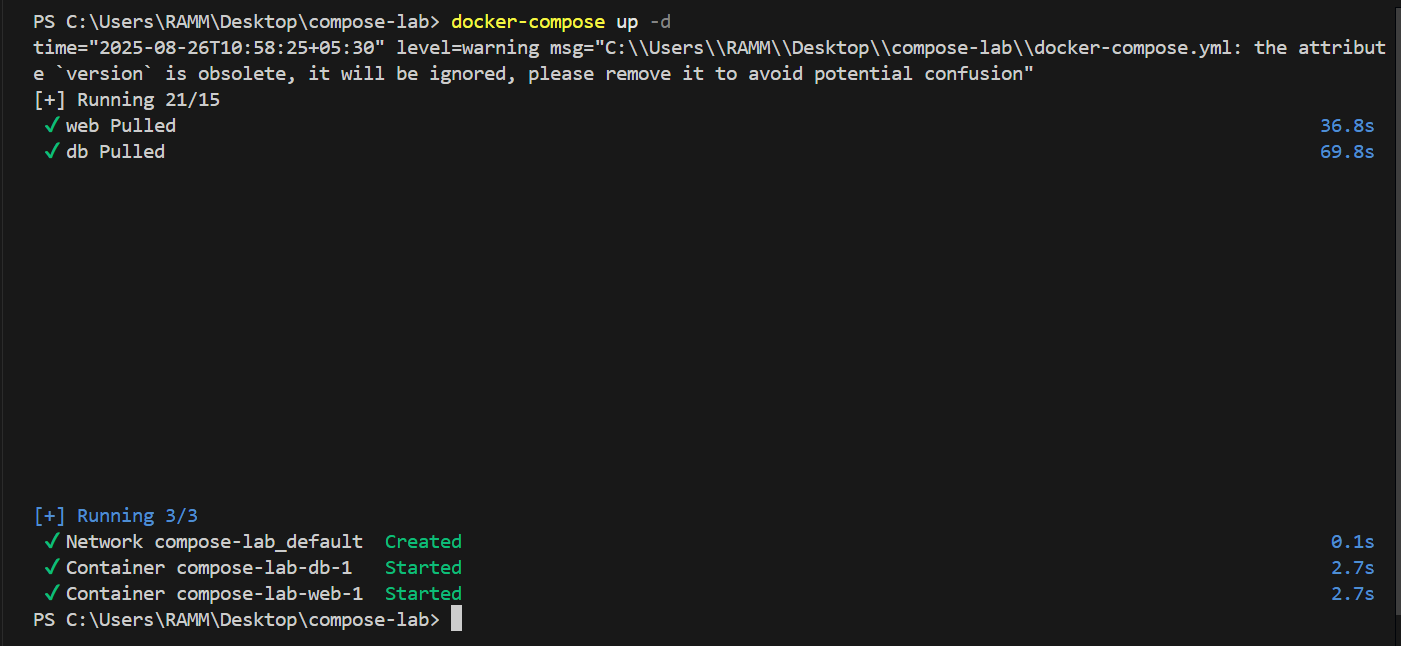 PS C:\Users\RAMM\Desktop\compose-lab> docker-compose up -d
time="2025-08-26T10:58:25+05:30" level=warning msg="C:\\Users\\RAMM\\Desktop\\compose-lab\\docker-compose.yml: the attribut
e `version` is obsolete, it will be ignored, please remove it to avoid potential confusion"
[+] Running 21/15
✓ web Pulled 36.8s
✓ db Pulled 69.8s
[+] Running 3/3
✓ Network compose-lab_default Created 0.1s
✓ Container compose-lab-db-1 Started 2.7s
✓ Container compose-lab-web-1 Started 2.7s
PS C:\Users\RAMM\Desktop\compose-lab>